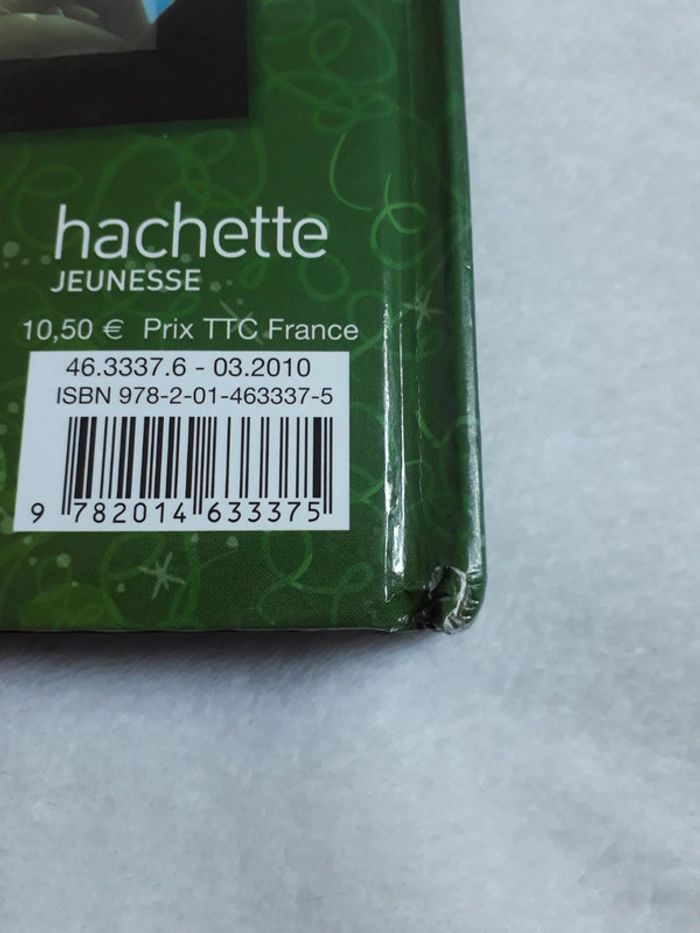 hachette
JEUNESSE
10,50 € Prix TTC France
46.3337.6 - 03.2010
ISBN 978-2-01-463337-5
9 782014 633375